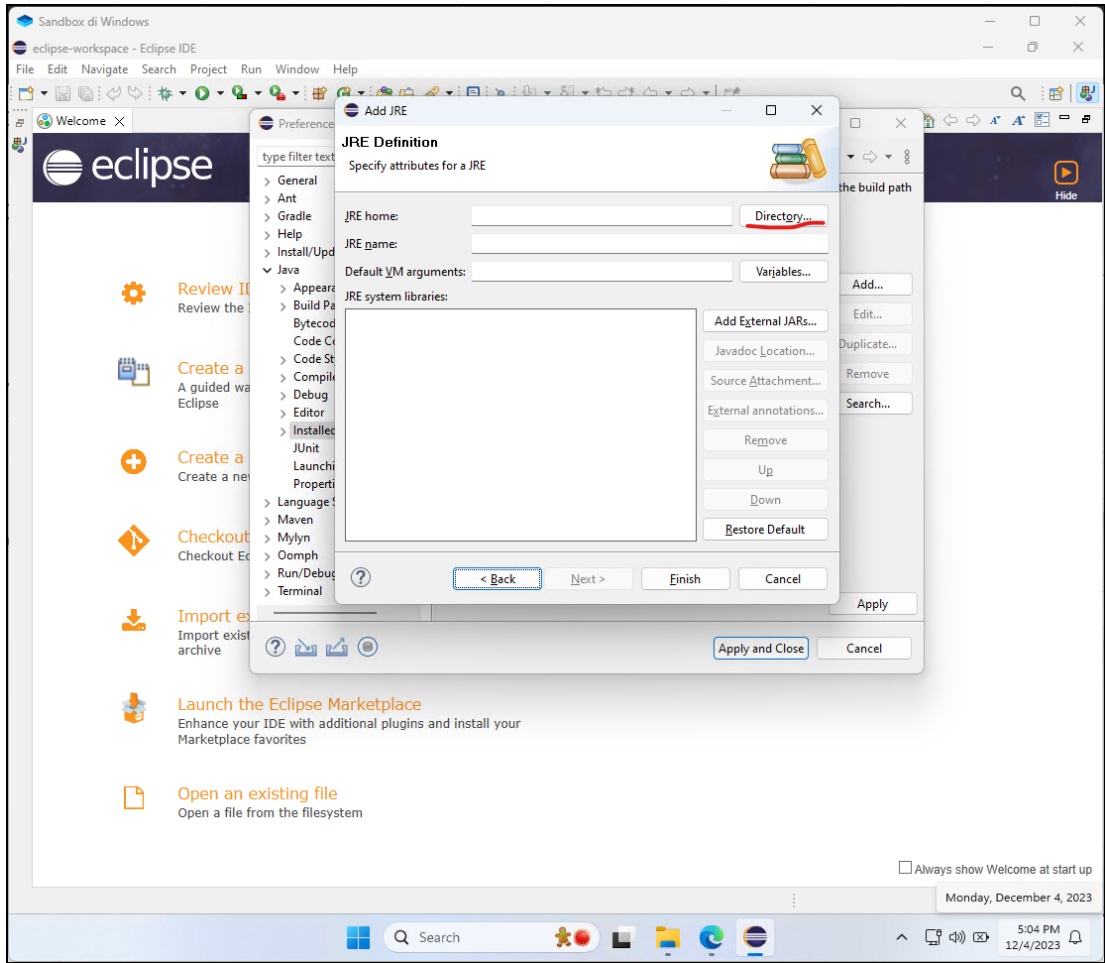 Sandbox di Windows
eclipse-workspace - Eclipse IDE
File Edit Navigate Search Project Run Window Help
Welcome
eclipse
Hide
Preference
type filter text
General
Ant
Gradle
Help
Install/Upd
Java
Appeara
Build Pa
Bytecod
Code Co
Code St
Compile
Debug
Editor
Installed
JUnit
Launchi
Properti
Language S
Maven
Mylyn
Oomph
Run/Debug
Terminal
the build path
Add...
Edit...
Duplicate...
Remove
Search...
Apply
Apply and Close
Cancel
Add JRE
JRE Definition
Specify attributes for a JRE
JRE home:
Directory...
JRE name:
Default VM arguments:
Variables...
JRE system libraries:
Add External JARs...
Javadoc Location...
Source Attachment...
External annotations...
Remove
Up
Down
Restore Default
< Back
Next >
Finish
Cancel
Review I
Review the
Create a
A guided wa
Eclipse
Create a
Create a ne
Checkout
Checkout Ec
Import ex
Import exist
archive
Launch the Eclipse Marketplace
Enhance your IDE with additional plugins and install your
Marketplace favorites
Open an existing file
Open a file from the filesystem
Always show Welcome at start up
Monday, December 4, 2023
Search
5:04 PM
12/4/2023